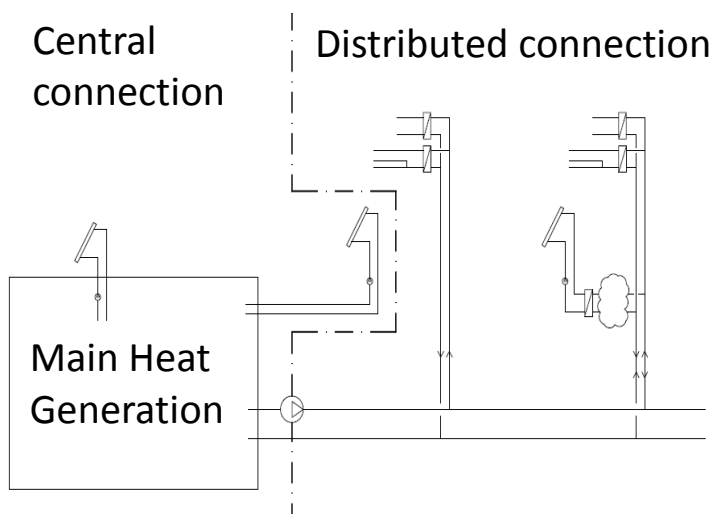 Central
connection
Distributed connection
Main Heat
Generation